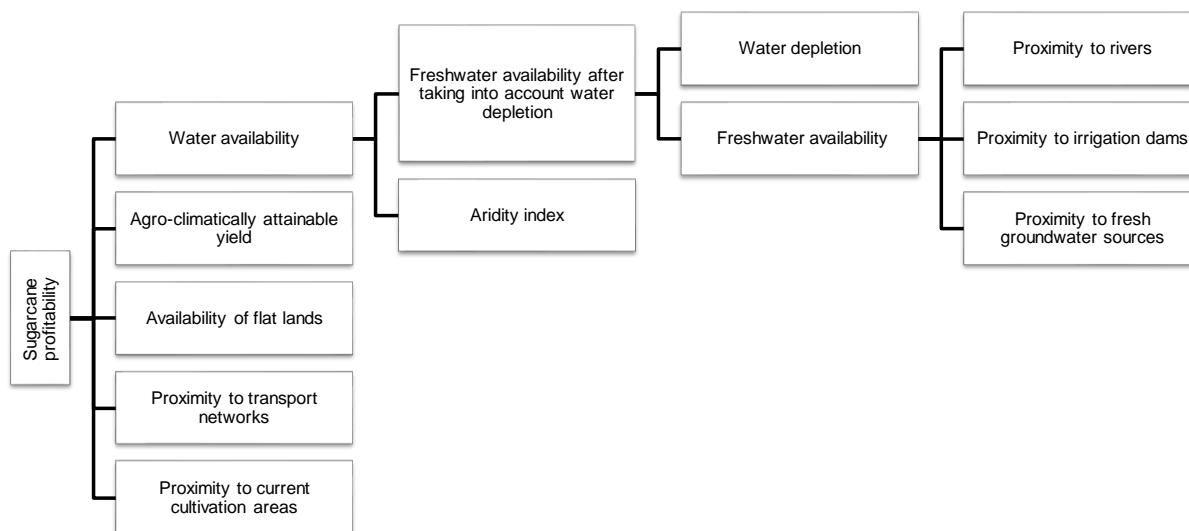 Sugarcane
profitability
Water availability
Agro-climatically attainable
yield
Availability of flat lands
Proximity to transport
networks
Proximity to current
cultivation areas
Freshwater availability after
taking into account water
depletion
Aridity index
Water depletion
Freshwater availability
Proximity to rivers
Proximity to irrigation dams
Proximity to fresh
groundwater sources